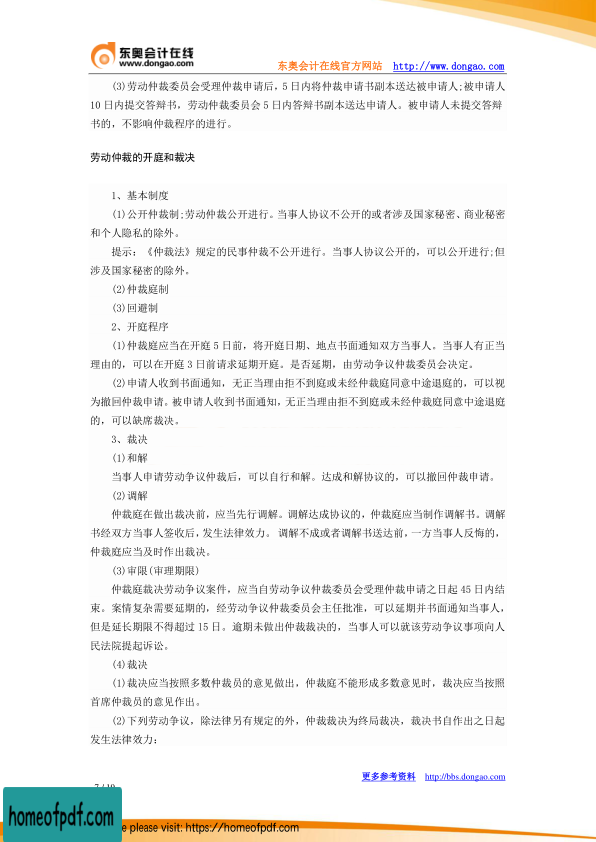 东奥会计在线
www.dongao.com
东奥会计在线官方网站 http://www.dongao.com
(3)劳动仲裁委员会受理仲裁申请后，5 日内将仲裁申请书副本送达被申请人;被申请人
10 日内提交答辩书，劳动仲裁委员会 5 日内答辩书副本送达申请人。被申请人未提交答辩
书的，不影响仲裁程序的进行。
劳动仲裁的开庭和裁决
1、基本制度
(1)公开仲裁制;劳动仲裁公开进行。当事人协议不公开的或者涉及国家秘密、商业秘密
和个人隐私的除外。
提示：《仲裁法》规定的民事仲裁不公开进行。当事人协议公开的，可以公开进行;但
涉及国家秘密的除外。
(2)仲裁庭制
(3)回避制
2、开庭程序
(1)仲裁庭应当在开庭 5 日前，将开庭日期、地点书面通知双方当事人。当事人有正当
理由的，可以在开庭 3 日前请求延期开庭。是否延期，由劳动争议仲裁委员会决定。
(2)申请人收到书面通知，无正当理由拒不到庭或未经仲裁庭同意中途退庭的，可以视
为撤回仲裁申请。被申请人收到书面通知，无正当理由拒不到庭或未经仲裁庭同意中途退庭
的，可以缺席裁决。
3、裁决
(1)和解
当事人申请劳动争议仲裁后，可以自行和解。达成和解协议的，可以撤回仲裁申请。
(2)调解
仲裁庭在做出裁决前，应当先行调解。调解达成协议的，仲裁庭应当制作调解书。调解
书经双方当事人签收后，发生法律效力。 调解不成或者调解书送达前，一方当事人反悔的，
仲裁庭应当及时作出裁决。
(3)审限(审理期限)
仲裁庭裁决劳动争议案件，应当自劳动争议仲裁委员会受理仲裁申请之日起 45 日内结
束。案情复杂需要延期的，经劳动争议仲裁委员会主任批准，可以延期并书面通知当事人，
但是延长期限不得超过 15 日。逾期未做出仲裁裁决的，当事人可以就该劳动争议事项向人
民法院提起诉讼。
(4)裁决
(1)裁决应当按照多数仲裁员的意见做出，仲裁庭不能形成多数意见时，裁决应当按照
首席仲裁员的意见作出。
(2)下列劳动争议，除法律另有规定的外，仲裁裁决为终局裁决，裁决书自作出之日起
发生法律效力：
更多参考资料 http://bbs.dongao.com
homeofpdf.com
e please visit: https://homeofpdf.com